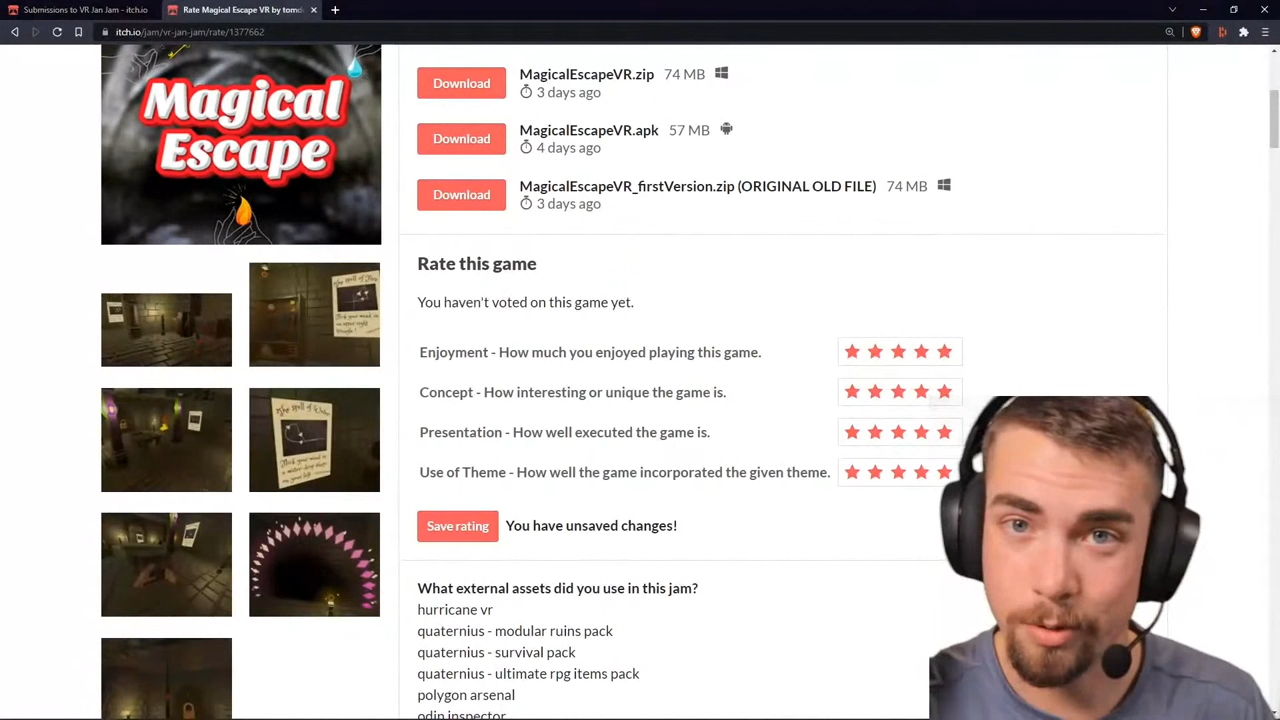 Submissions to VR Jan Jam - itch.io
Rate Magical Escape VR by tomd
itch.io/jam/vr-jan-jam/rate/1377662
Magical
Escape
Download
MagicalEscapeVR.zip 74 MB
3 days ago
Download
MagicalEscapeVR.apk 57 MB
4 days ago
Download
MagicalEscapeVR_firstVersion.zip (ORIGINAL OLD FILE) 74 MB
3 days ago
Rate this game
You haven't voted on this game yet.
Enjoyment - How much you enjoyed playing this game.
Concept - How interesting or unique the game is.
Presentation - How well executed the game is.
Use of Theme - How well the game incorporated the given theme.
Save rating
You have unsaved changes!
What external assets did you use in this jam?
hurricane vr
quaternius - modular ruins pack
quaternius - survival pack
quaternius - ultimate rpg items pack
polygon arsenal
odin inspector